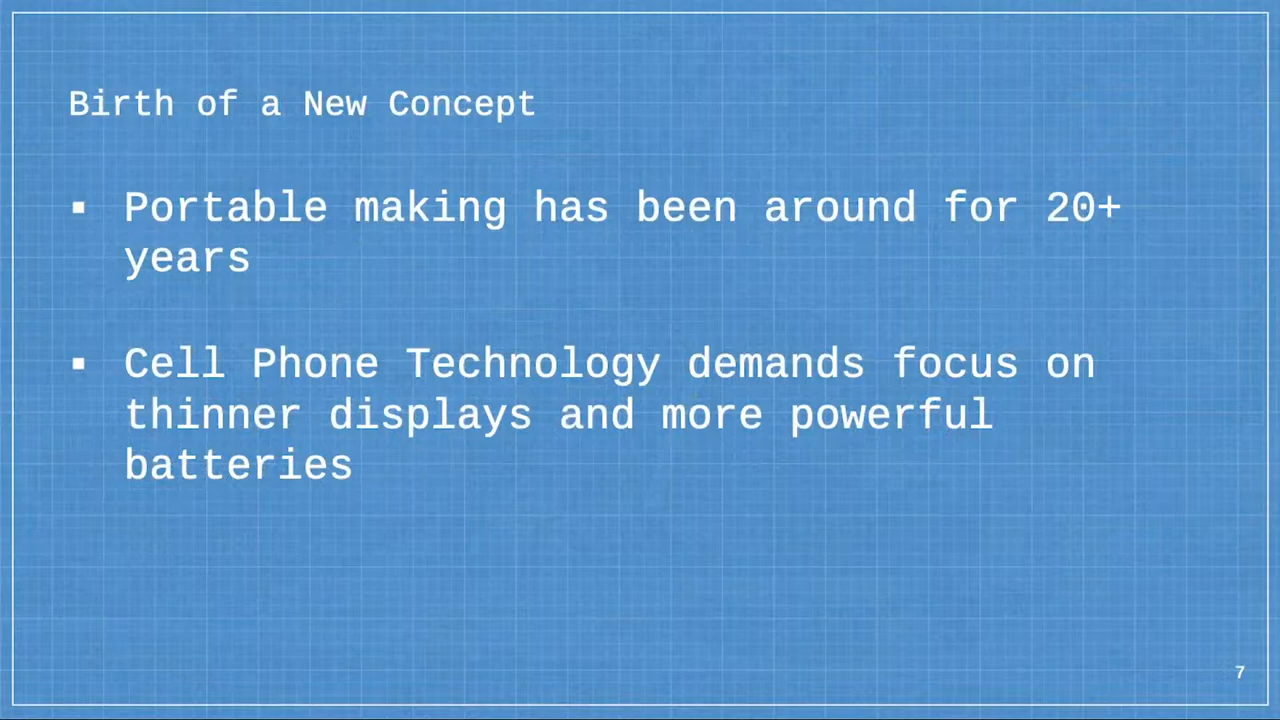 Birth of a New Concept
▪ Portable making has been around for 20+
years
▪ Cell Phone Technology demands focus on
thinner displays and more powerful
batteries
7